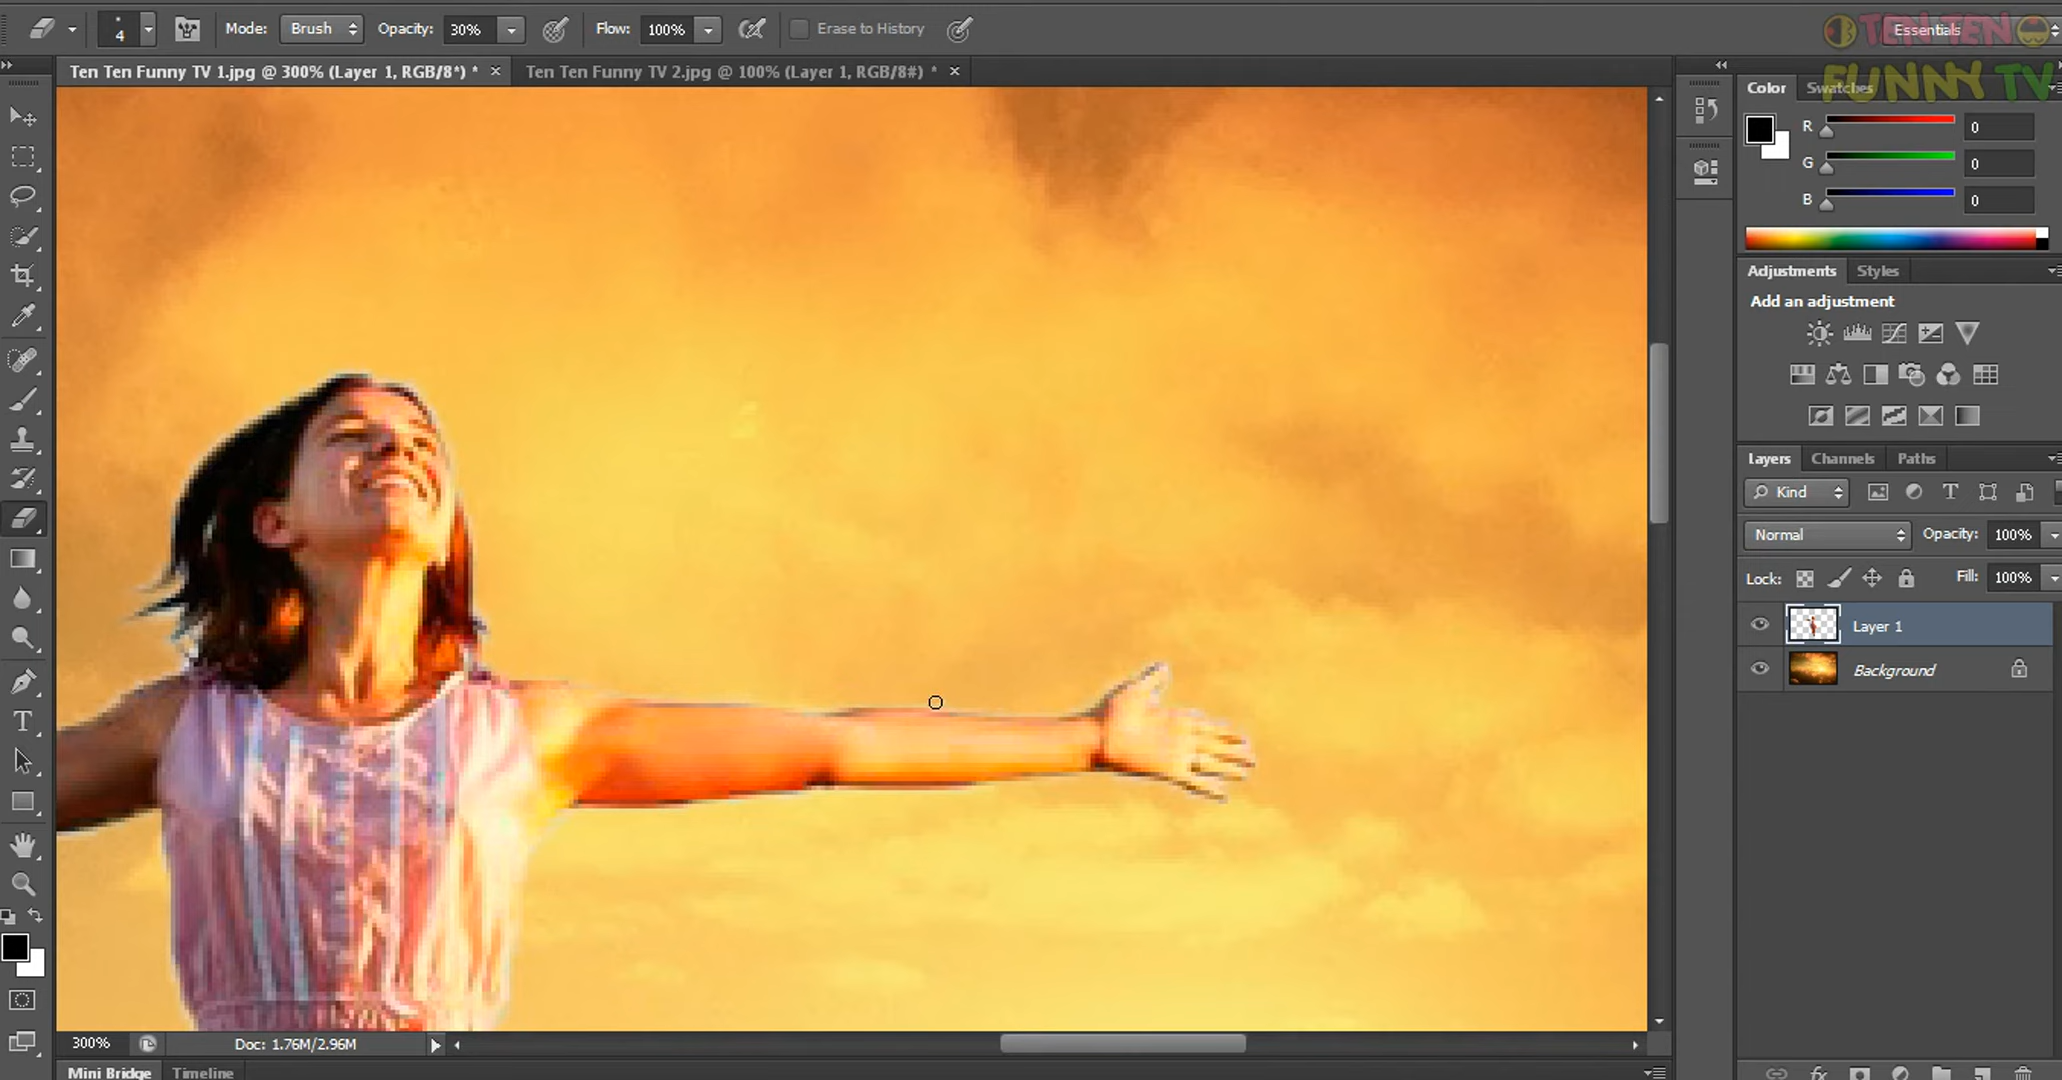 4 Mode: Brush Opacity: 30% Flow: 100% Erase to History Essentials
TEN TEN
FUNNY TV
Ten Ten Funny TV 1.jpg @ 300% (Layer 1, RGB/8*) * × Ten Ten Funny TV 2.jpg @ 100% (Layer 1, RGB/8#) * ×
Color Swatches
R 0
G 0
B 0
Adjustments Styles
Add an adjustment
Layers Channels Paths
Kind
Normal Opacity: 100%
Lock: Fill: 100%
Layer 1
Background
300% Doc: 1.76M/2.96M
Mini Bridge Timeline